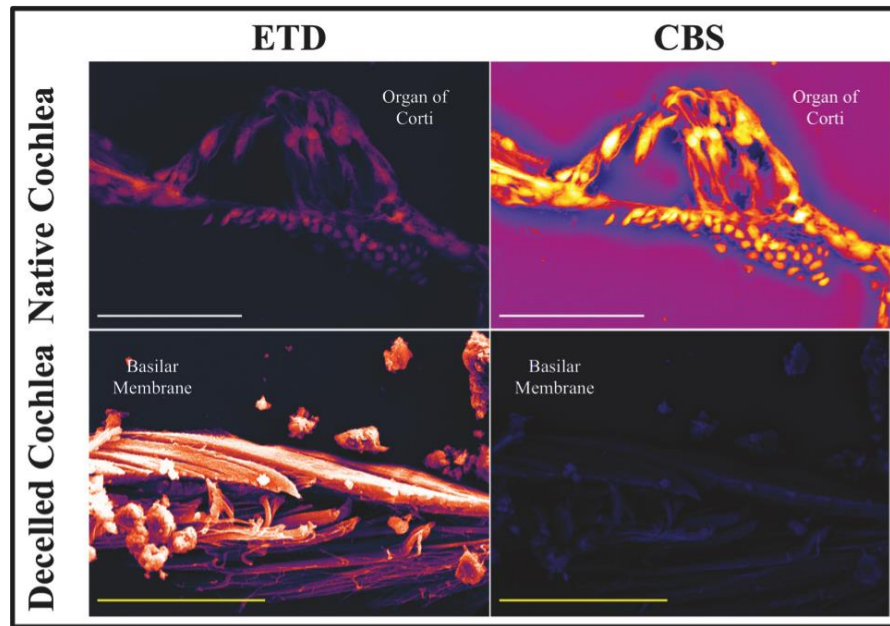 ETD
CBS
Native Cochlea
Organ of
Corti
Organ of
Corti
Decelled Cochlea
Basilar
Membrane
Basilar
Membrane